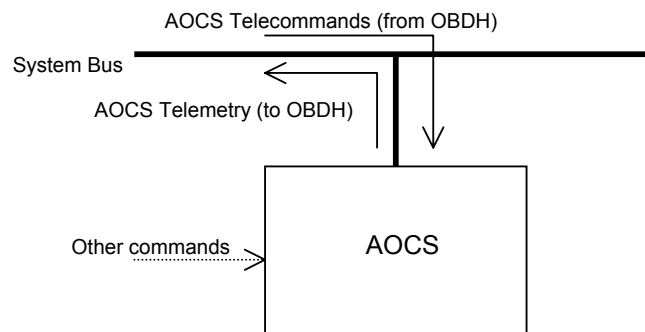 AOCS Telecommands (from OBDH)
System Bus
AOCS Telemetry (to OBDH)
Other commands
AOCS